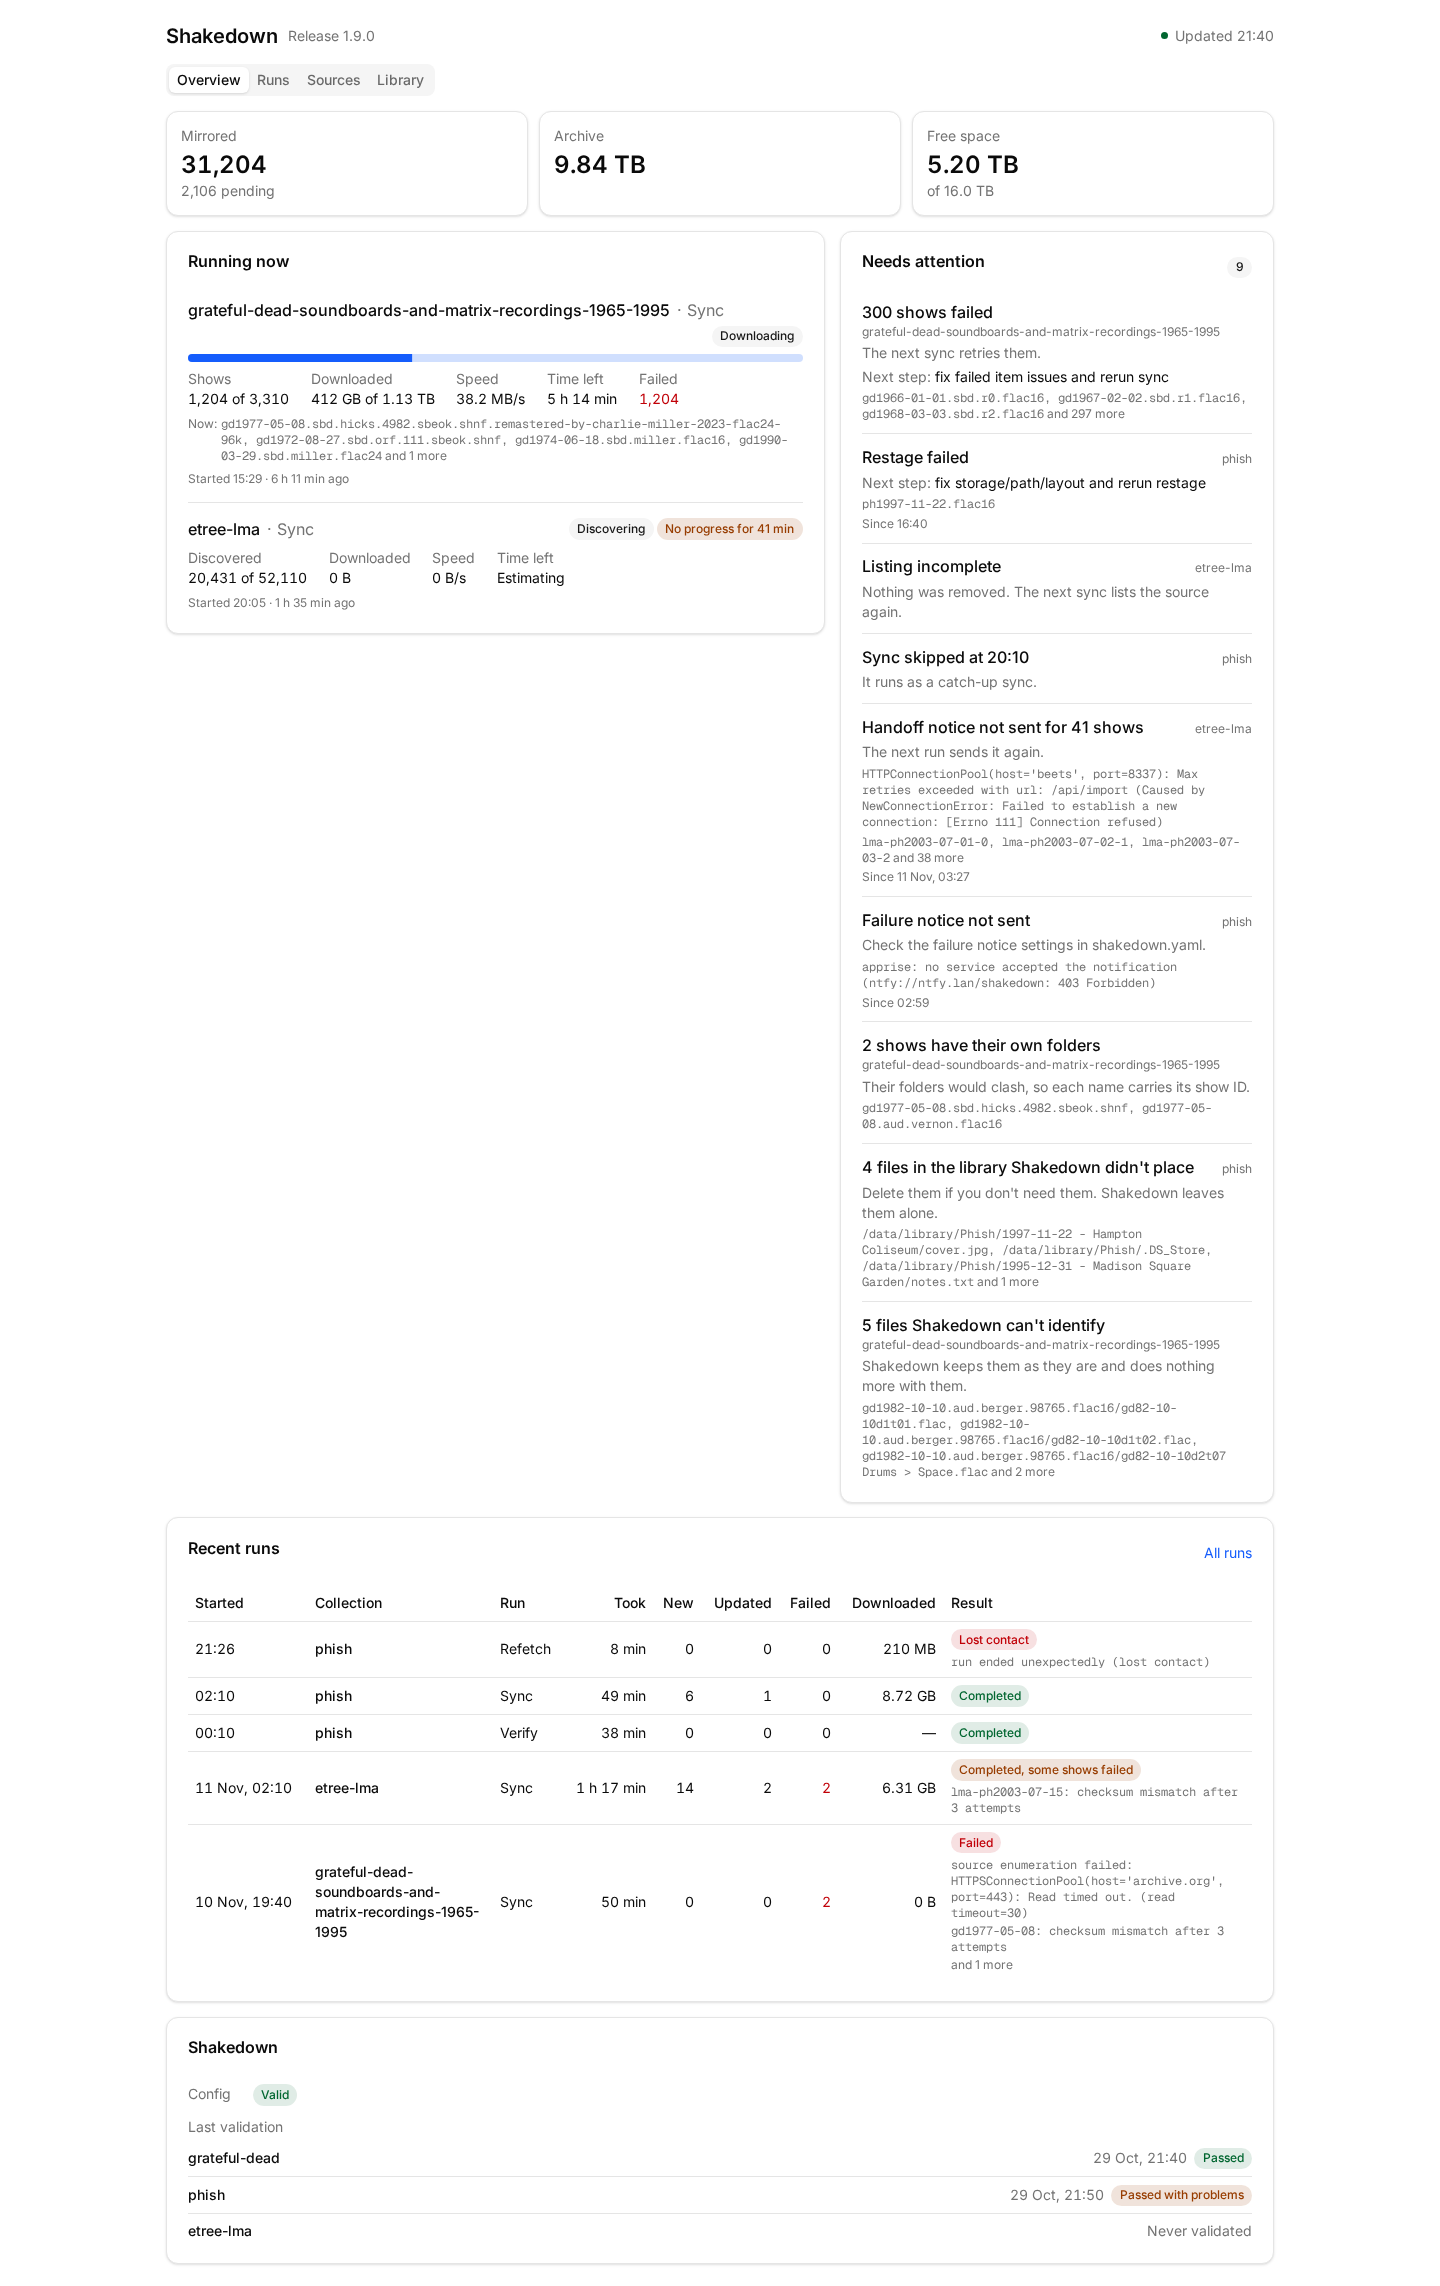 Shakedown Release 1.9.0
Updated 21:40
Overview Runs Sources Library
Mirrored
31,204
2,106 pending
Archive
9.84 TB
Free space
5.20 TB
of 16.0 TB
Running now
grateful-dead-soundboards-and-matrix-recordings-1965-1995 · Sync
Downloading
Shows Downloaded Speed Time left Failed
1,204 of 3,310 412 GB of 1.13 TB 38.2 MB/s 5 h 14 min 1,204
Now: gd1977-05-08.sbd.hicks.4982.sbeok.shnf.remastered-by-charlie-miller-2023-flac24-
96k, gd1972-08-27.sbd.orf.111.sbeok.shnf, gd1974-06-18.sbd.miller.flac16, gd1990-
03-29.sbd.miller.flac24 and 1 more
Started 15:29 · 6 h 11 min ago
etree-lma · Sync
Discovering No progress for 41 min
Discovered Downloaded Speed Time left
20,431 of 52,110 0 B 0 B/s Estimating
Started 20:05 · 1 h 35 min ago
Needs attention
9
300 shows failed
grateful-dead-soundboards-and-matrix-recordings-1965-1995
The next sync retries them.
Next step: fix failed item issues and rerun sync
gd1966-01-01.sbd.r0.flac16, gd1967-02-02.sbd.r1.flac16,
gd1968-03-03.sbd.r2.flac16 and 297 more
Restage failed phish
Next step: fix storage/path/layout and rerun restage
ph1997-11-22.flac16
Since 16:40
Listing incomplete etree-lma
Nothing was removed. The next sync lists the source
again.
Sync skipped at 20:10 phish
It runs as a catch-up sync.
Handoff notice not sent for 41 shows etree-lma
The next run sends it again.
HTTPConnectionPool(host='beets', port=8337): Max
retries exceeded with url: /api/import (Caused by
NewConnectionError: Failed to establish a new
connection: [Errno 111] Connection refused)
lma-ph2003-07-01-0, lma-ph2003-07-02-1, lma-ph2003-07-
03-2 and 38 more
Since 11 Nov, 03:27
Failure notice not sent phish
Check the failure notice settings in shakedown.yaml.
apprise: no service accepted the notification
(ntfy://ntfy.lan/shakedown: 403 Forbidden)
Since 02:59
2 shows have their own folders
grateful-dead-soundboards-and-matrix-recordings-1965-1995
Their folders would clash, so each name carries its show ID.
gd1977-05-08.sbd.hicks.4982.sbeok.shnf, gd1977-05-
08.aud.vernon.flac16
4 files in the library Shakedown didn't place phish
Delete them if you don't need them. Shakedown leaves
them alone.
/data/library/Phish/1997-11-22 - Hampton
Coliseum/cover.jpg, /data/library/Phish/.DS_Store,
/data/library/Phish/1995-12-31 - Madison Square
Garden/notes.txt and 1 more
5 files Shakedown can't identify
grateful-dead-soundboards-and-matrix-recordings-1965-1995
Shakedown keeps them as they are and does nothing
more with them.
gd1982-10-10.aud.berger.98765.flac16/gd82-10-
10d1t01.flac, gd1982-10-
10.aud.berger.98765.flac16/gd82-10-10d1t02.flac,
gd1982-10-10.aud.berger.98765.flac16/gd82-10-10d2t07
Drums > Space.flac and 2 more
Recent runs
All runs
Started Collection Run Took New Updated Failed Downloaded Result
21:26 phish Refetch 8 min 0 0 0 210 MB Lost contact
run ended unexpectedly (lost contact)
02:10 phish Sync 49 min 6 1 0 8.72 GB Completed
00:10 phish Verify 38 min 0 0 0 — Completed
11 Nov, 02:10 etree-lma Sync 1 h 17 min 14 2 2 6.31 GB Completed, some shows failed
lma-ph2003-07-15: checksum mismatch after
3 attempts
10 Nov, 19:40
grateful-dead-
soundboards-and-
matrix-recordings-1965-
1995
Sync 50 min 0 0 2 0 B
Failed
source enumeration failed:
HTTPSConnectionPool(host='archive.org',
port=443): Read timed out. (read
timeout=30)
gd1977-05-08: checksum mismatch after 3
attempts
and 1 more
Shakedown
Config Valid
Last validation
grateful-dead 29 Oct, 21:40 Passed
phish 29 Oct, 21:50 Passed with problems
etree-lma Never validated